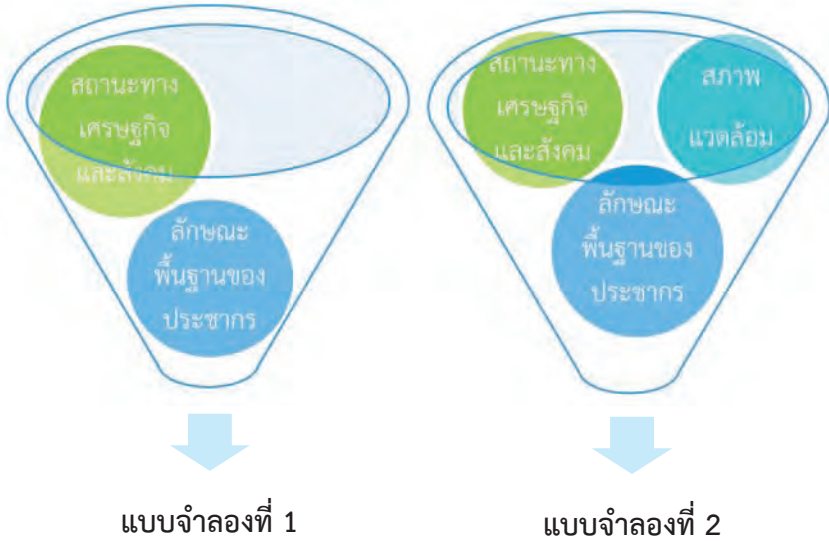 สถานะทาง
เศรษฐกิจ
และสังคม
ลักษณะ
พื้นฐานของ
ประชากร
แบบจำลองที่ 1
สถานะทาง
เศรษฐกิจ
และสังคม
สภาพ
แวดล้อม
ลักษณะ
พื้นฐานของ
ประชากร
แบบจำลองที่ 2